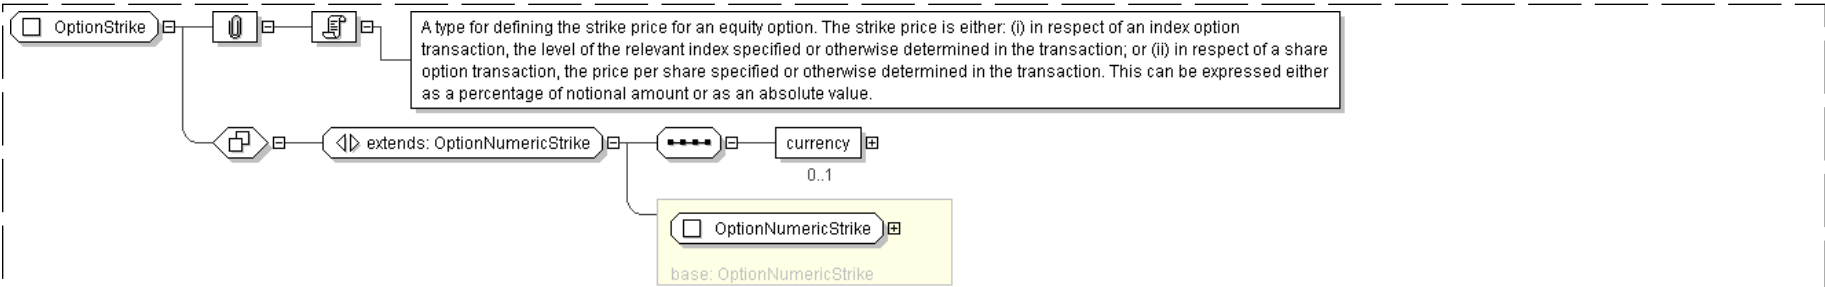 OptionStrike
A type for defining the strike price for an equity option. The strike price is either: (i) in respect of an index option
transaction, the level of the relevant index specified or otherwise determined in the transaction; or (ii) in respect of a share
option transaction, the price per share specified or otherwise determined in the transaction. This can be expressed either
as a percentage of notional amount or as an absolute value.
extends: OptionNumericStrike
currency
0..1
OptionNumericStrike
base: OptionNumericStrike